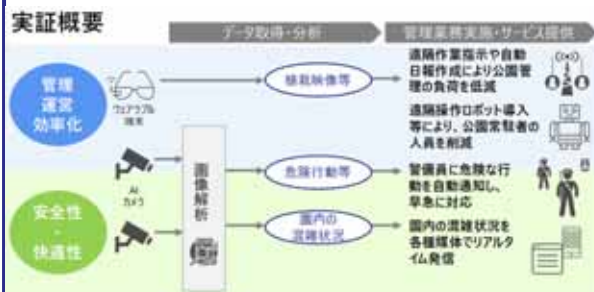 実証概要
データ取得・分析
管理業務実施・サービス提供
管理
運営
効率化
ウェアラブル
端末
植栽映像等
遠隔作業指示や自動
日報作成により公園管
理の負荷を低減
遠隔操作ロボット導入
等により、公園常駐者の
人員を削減
AI
カメラ
画像解析
危険行動等
警備員に危険な行
動を自動通知し、
早急に対応
安全性
・
快適性
園内の
混雑状況
園内の混雑状況を
各種媒体でリアルタ
イム発信